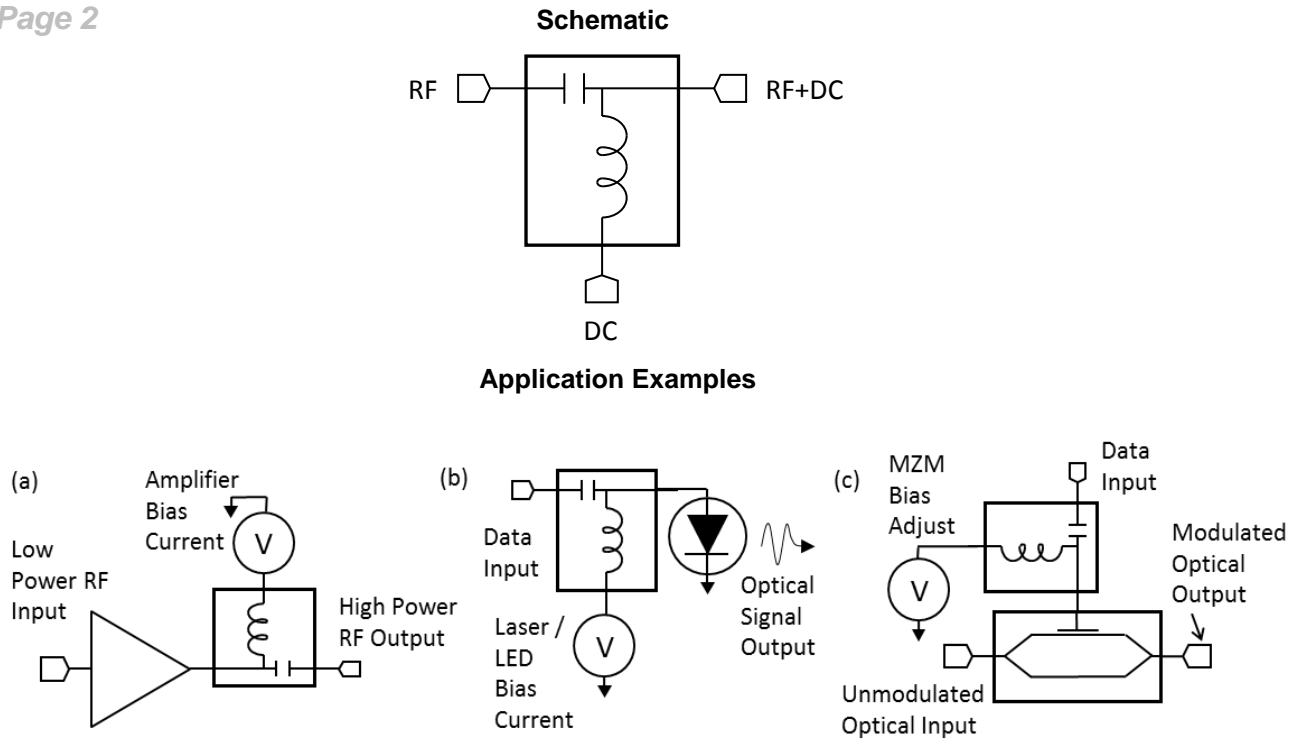 Page 2
Schematic
RF
RF+DC
DC
Application Examples
(a)
Amplifier
Bias
Current
V
Low
Power RF
Input
High Power
RF Output
(b)
Data
Input
Laser /
LED
Bias
Current
V
Optical
Signal
Output
(c)
MZM
Bias
Adjust
V
Data
Input
Modulated
Optical
Output
Unmodulated
Optical Input